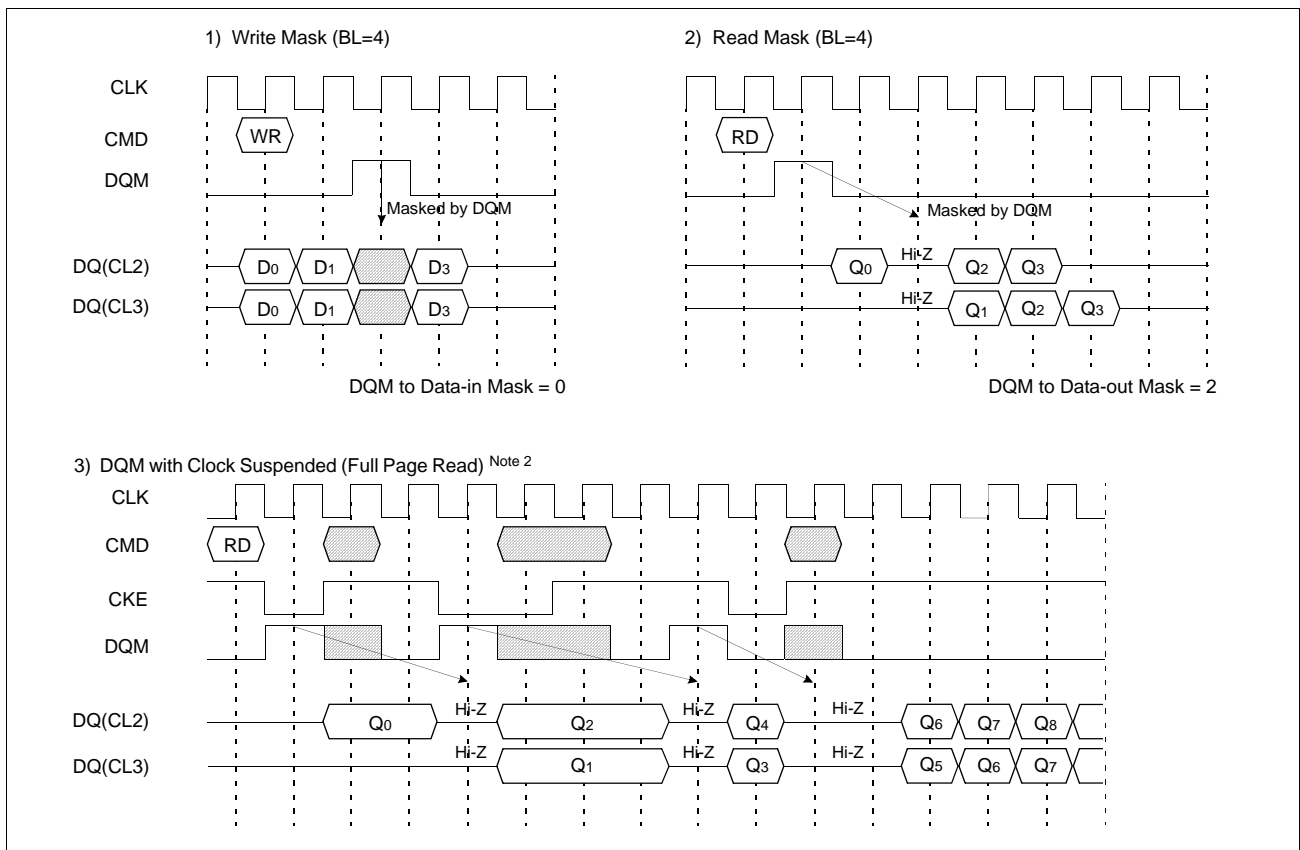 1) Write Mask (BL=4)
CLK
CMD
WR
DQM
Masked by DQM
DQ(CL2)
D0 D1 D3
DQ(CL3)
D0 D1 D3
DQM to Data-in Mask = 0
2) Read Mask (BL=4)
RD
Masked by DQM
Hi-Z
Q0 Q2 Q3
Hi-Z
Q1 Q2 Q3
DQM to Data-out Mask = 2
3) DQM with Clock Suspended (Full Page Read) Note 2
CLK
CMD
RD
CKE
DQM
Hi-Z Hi-Z Hi-Z
DQ(CL2)
Q0 Q2 Q4 Q6 Q7 Q8
Hi-Z Hi-Z Hi-Z
DQ(CL3)
Q1 Q3 Q5 Q6 Q7